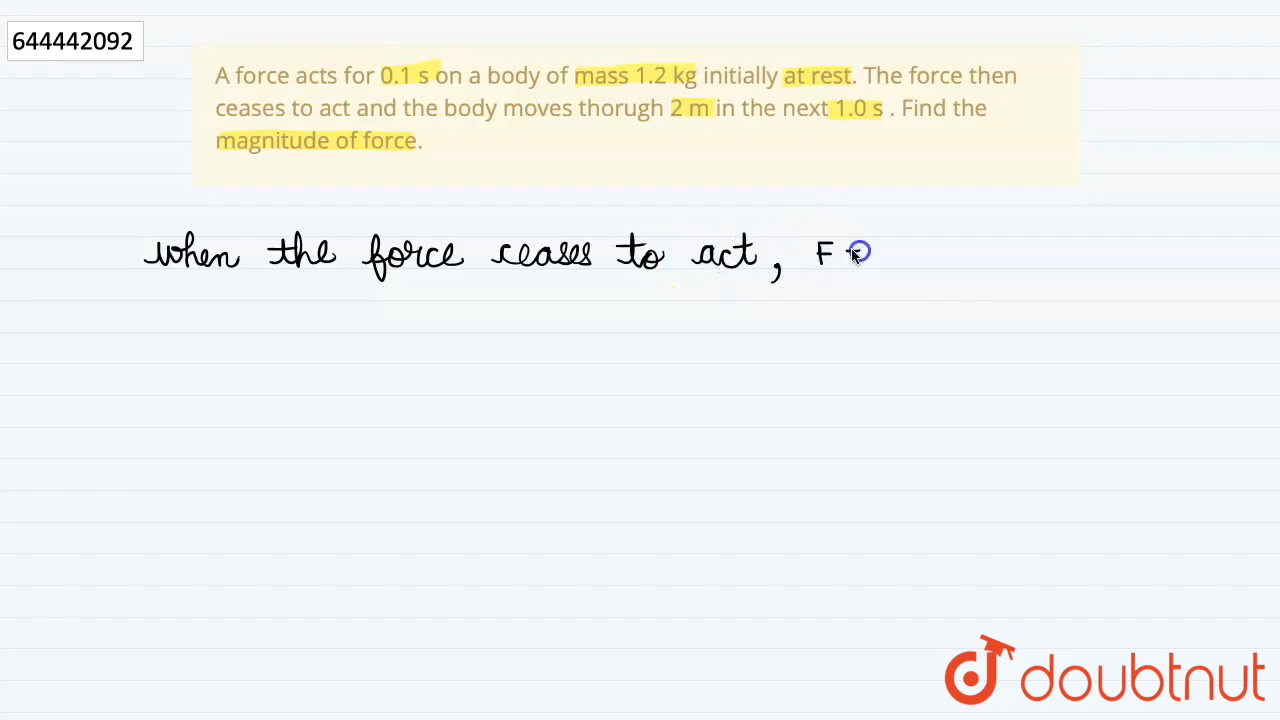 644442092
A force acts for 0.1 s on a body of mass 1.2 kg initially at rest. The force then
ceases to act and the body moves thorugh 2 m in the next 1.0 s . Find the
magnitude of force.
when the force ceases to act, F =
doubtnut